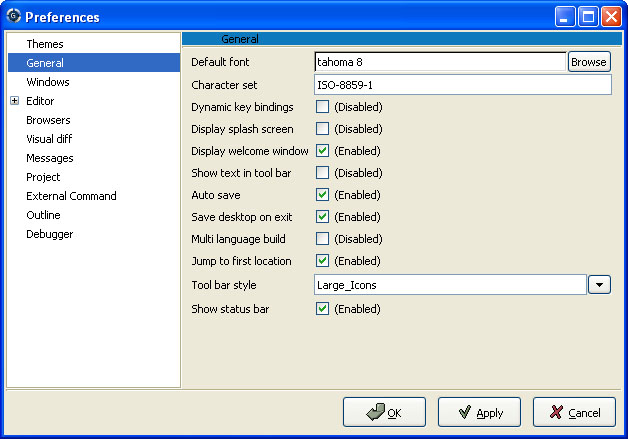 Preferences
Themes
General
Windows
Editor
Browsers
Visual diff
Messages
Project
External Command
Outline
Debugger
General
Default font tahoma 8 Browse
Character set ISO-8859-1
Dynamic key bindings (Disabled)
Display splash screen (Disabled)
Display welcome window (Enabled)
Show text in tool bar (Disabled)
Auto save (Enabled)
Save desktop on exit (Enabled)
Multi language build (Disabled)
Jump to first location (Enabled)
Tool bar style Large_Icons
Show status bar (Enabled)
OK Apply Cancel